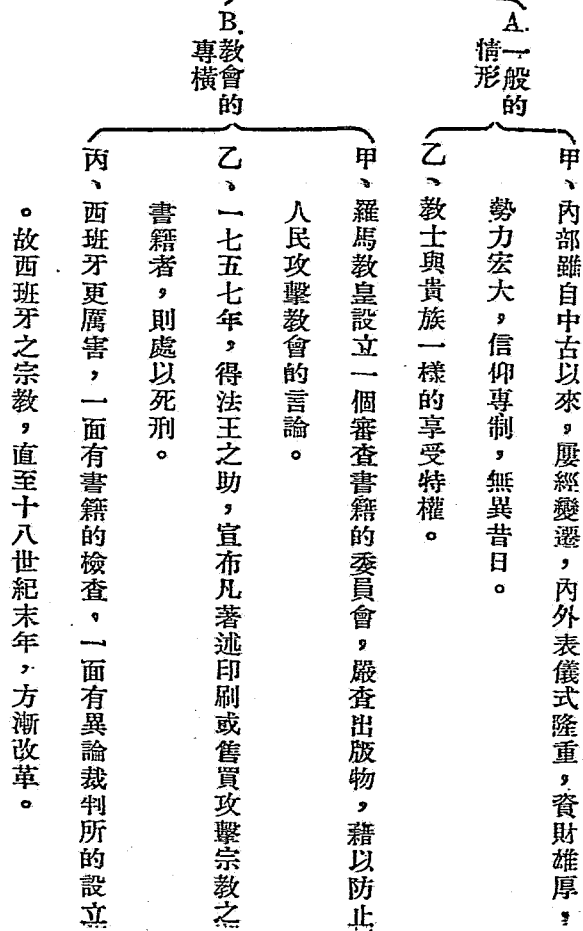 A.一般的
情形
甲、內部雖自中古以來，屢經變遷，內外表儀式隆重，資財雄厚，
勢力宏大，信仰專制，無異昔日。
乙、教士與貴族一樣的享受特權。
B.教會的
專橫
甲、羅馬教皇設立一個審查書籍的委員會，嚴查出版物，藉以防止
人民攻擊教會的言論。
乙、一七五七年，得法王之助，宣布凡著述印刷或售買攻擊宗教之
書籍者，則處以死刑。
丙、西班牙更厲害，一面有書籍的檢查，一面有異論裁判所的設立
。故西班牙之宗教，直至十八世紀末年，方漸改革。